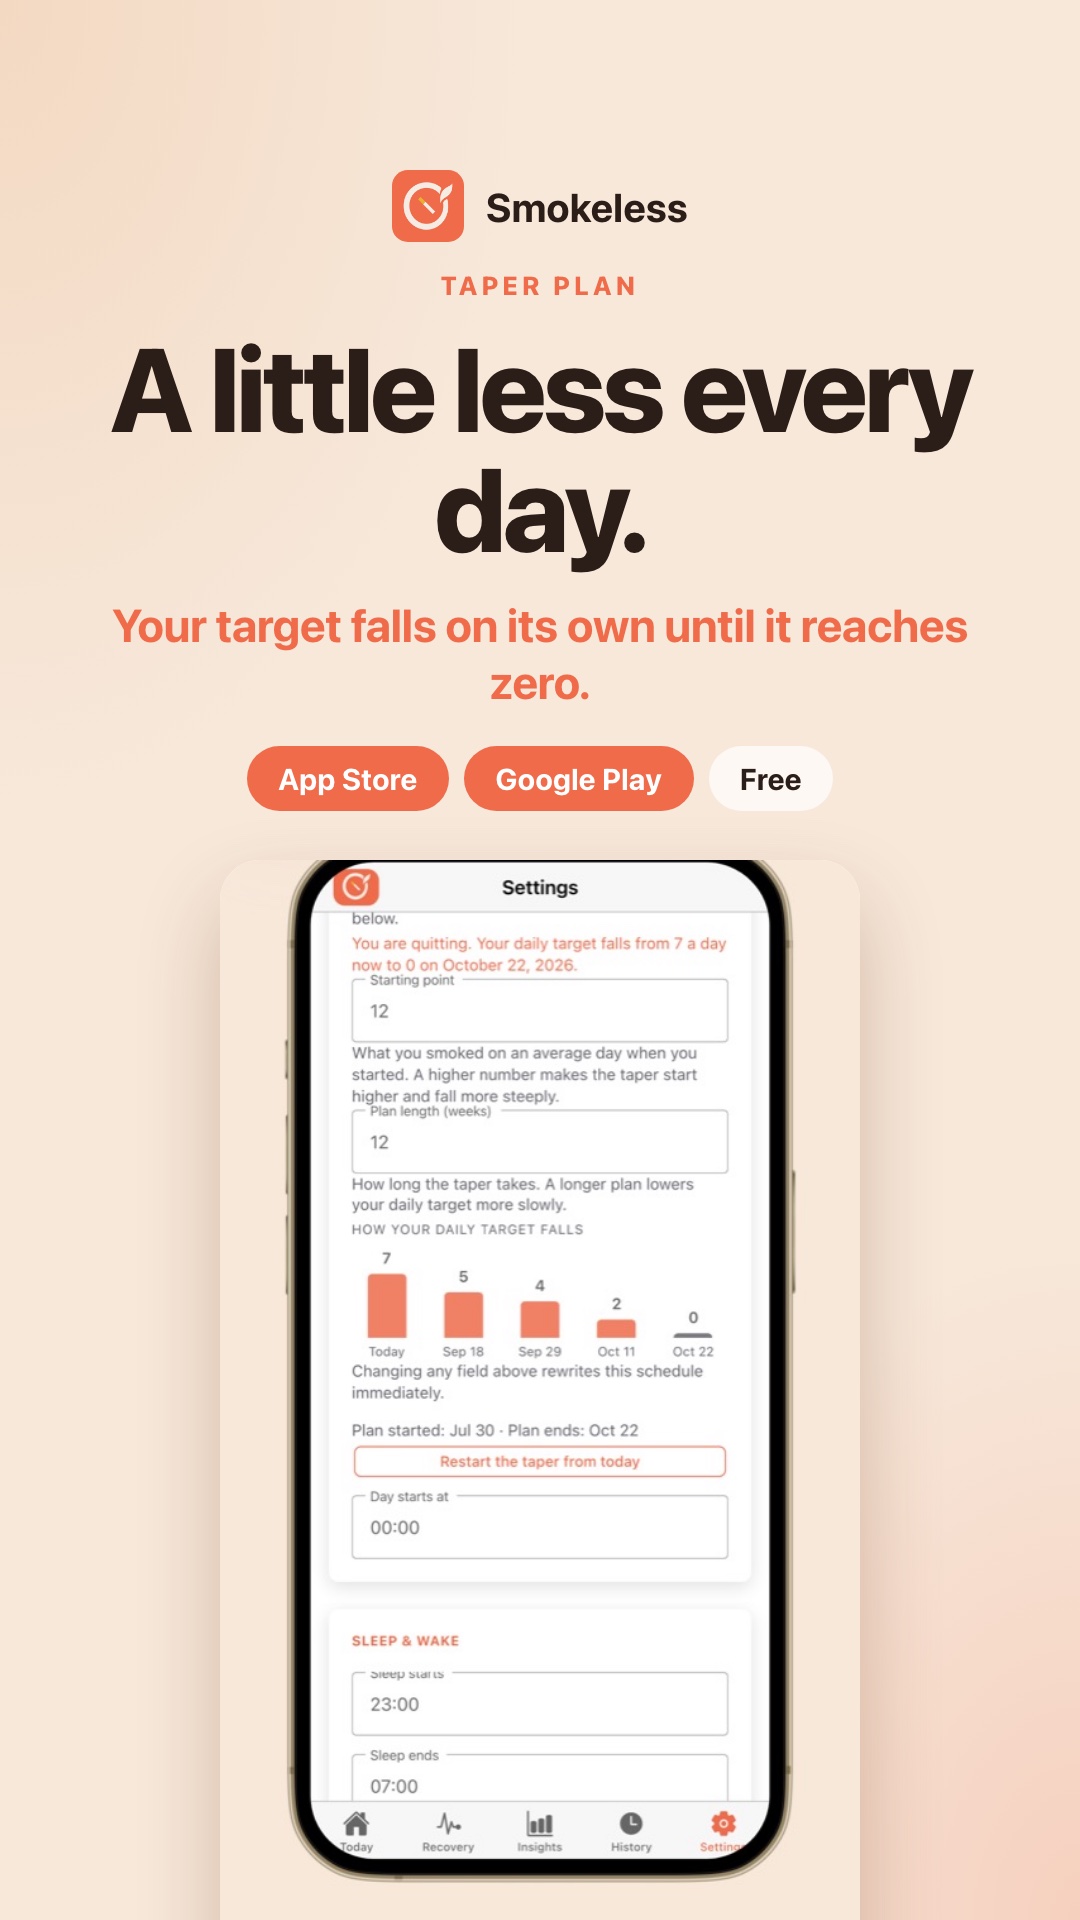 Smokeless
TAPER PLAN
A little less every
day.
Your target falls on its own until it reaches
zero.
App Store
Google Play
Free
Settings
below.
You are quitting. Your daily target falls from 7 a day
now to 0 on October 22, 2026.
Starting point
12
What you smoked on an average day when you
started. A higher number makes the taper start
higher and fall more steeply.
Plan length (weeks)
12
How long the taper takes. A longer plan lowers
your daily target more slowly.
HOW YOUR DAILY TARGET FALLS
7
5
4
2
0
Today
Sep 18
Sep 29
Oct 11
Oct 22
Changing any field above rewrites this schedule
immediately.
Plan started: Jul 30 · Plan ends: Oct 22
Restart the taper from today
Day starts at
00:00
SLEEP & WAKE
Sleep starts
23:00
Sleep ends
07:00
Today
Recovery
Insights
History
Settings